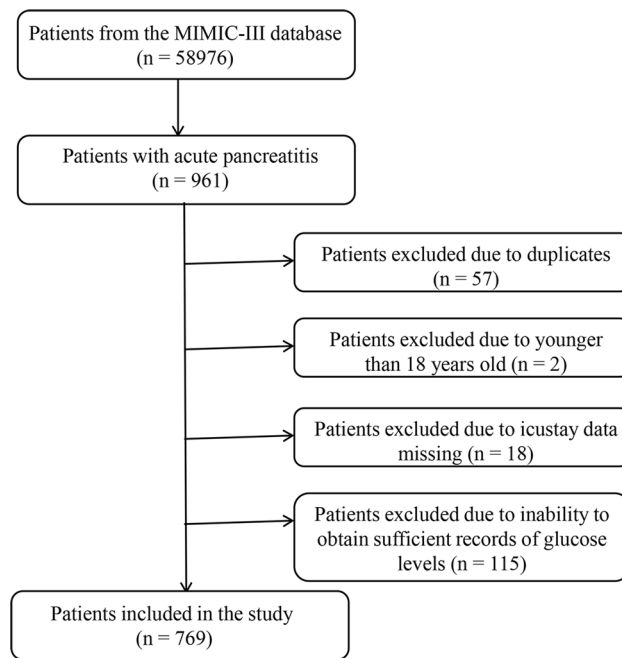 Patients from the MIMIC-III database
(n = 58976)
Patients with acute pancreatitis
(n = 961)
Patients excluded due to duplicates
(n = 57)
Patients excluded due to younger
than 18 years old (n = 2)
Patients excluded due to icustay data
missing (n = 18)
Patients excluded due to inability to
obtain sufficient records of glucose
levels (n = 115)
Patients included in the study
(n = 769)